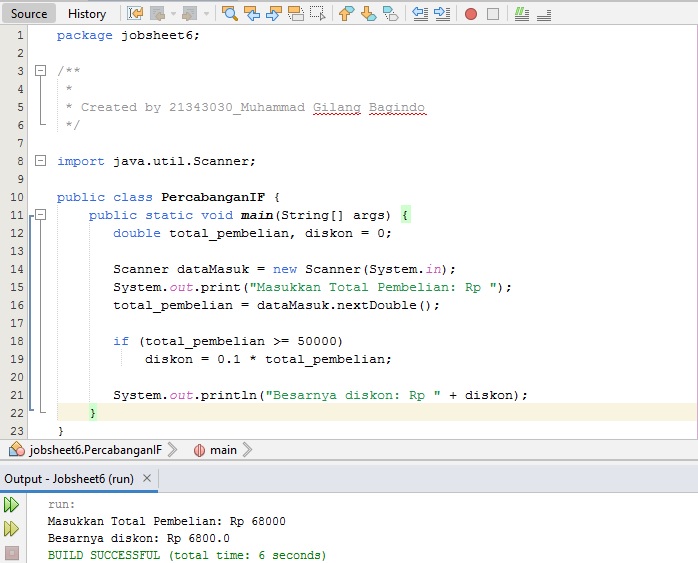 Source History
1 package jobsheet6;
2
3 /**
4 *
5 * Created by 21343030_Muhammad Gilang Bagindo
6 */
7
8 import java.util.Scanner;
9
10 public class PercabanganIF {
11 public static void main(String[] args) {
12 double total_pembelian, diskon = 0;
13
14 Scanner dataMasuk = new Scanner(System.in);
15 System.out.print("Masukkan Total Pembelian: Rp ");
16 total_pembelian = dataMasuk.nextDouble();
17
18 if (total_pembelian >= 50000)
19 diskon = 0.1 * total_pembelian;
20
21 System.out.println("Besarnya diskon: Rp " + diskon);
22 }
23 }
jobsheet6.PercabanganIF main
Output - Jobsheet6 (run) ×
run:
Masukkan Total Pembelian: Rp 68000
Besarnya diskon: Rp 6800.0
BUILD SUCCESSFUL (total time: 6 seconds)